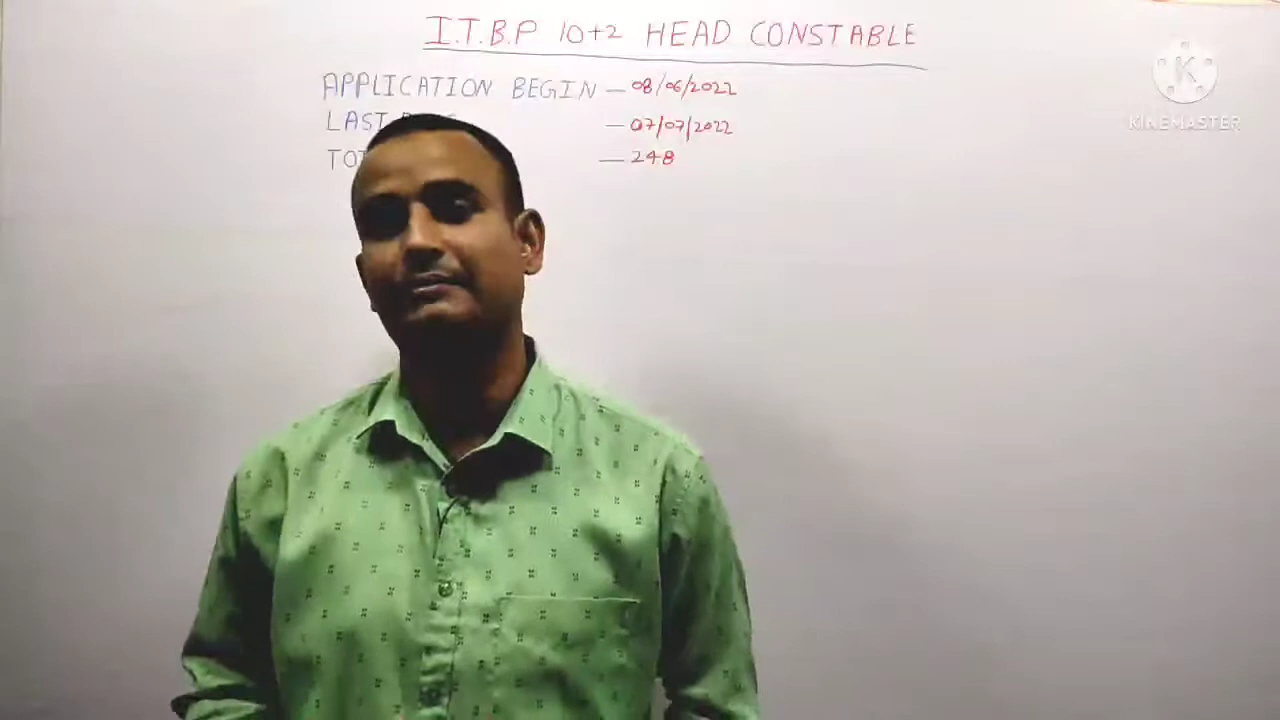 I.T.B.P 10+2 HEAD CONSTABLE
APPLICATION BEGIN — 08/06/2022
LAST — 07/07/2022
— 248
K
KINEMASTER